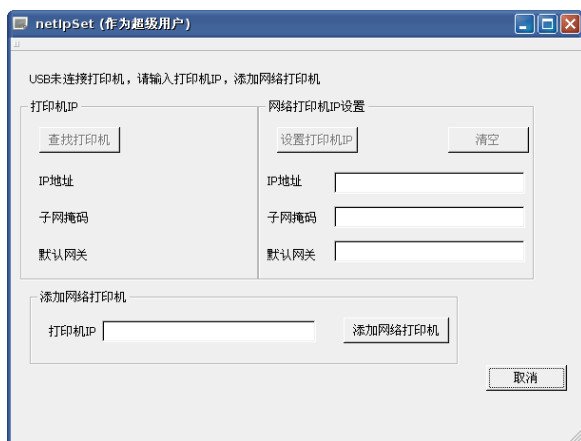 netIpSet (作为超级用户)
USB未连接打印机，请输入打印机IP，添加网络打印机
打印机IP
查找打印机
IP地址
子网掩码
默认网关
网络打印机IP设置
设置打印机IP 清空
IP地址
子网掩码
默认网关
添加网络打印机
打印机IP 添加网络打印机
取消